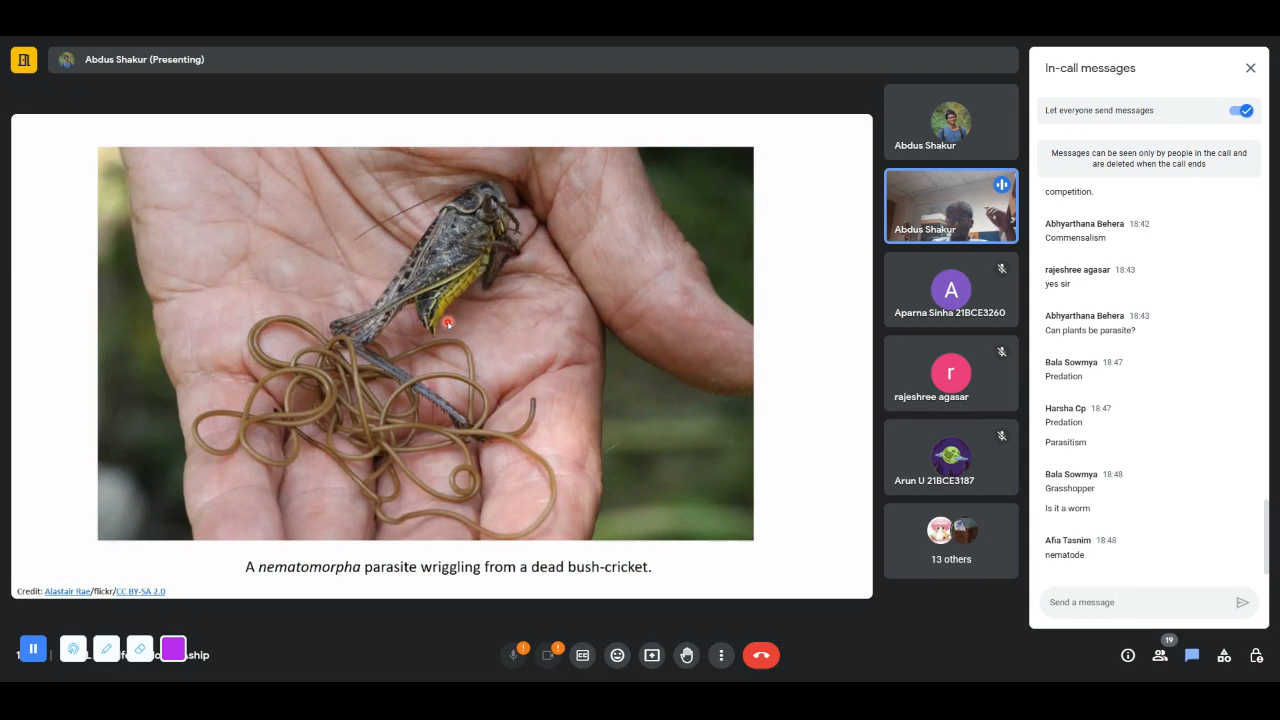 Abdus Shakur (Presenting)
A nematomorpha parasite wriggling from a dead bush-cricket.
Credit: Alastair Rae/flickr/CC BY-SA 2.0
Abdus Shakur
Abdus Shakur
A
Aparna Sinha 21BCE3260
r
rajeshree agasar
Arun U 21BCE3187
13 others
In-call messages
Let everyone send messages
Messages can be seen only by people in the call and
are deleted when the call ends
competition.
Abhyarthana Behera 18:42
Commensalism
rajeshree agasar 18:43
yes sir
Abhyarthana Behera 18:43
Can plants be parasite?
Bala Sowmya 18:47
Predation
Harsha Cp 18:47
Predation
Parasitism
Bala Sowmya 18:48
Grasshopper
Is it a worm
Afia Tasnim 18:48
nematode
Send a message
19